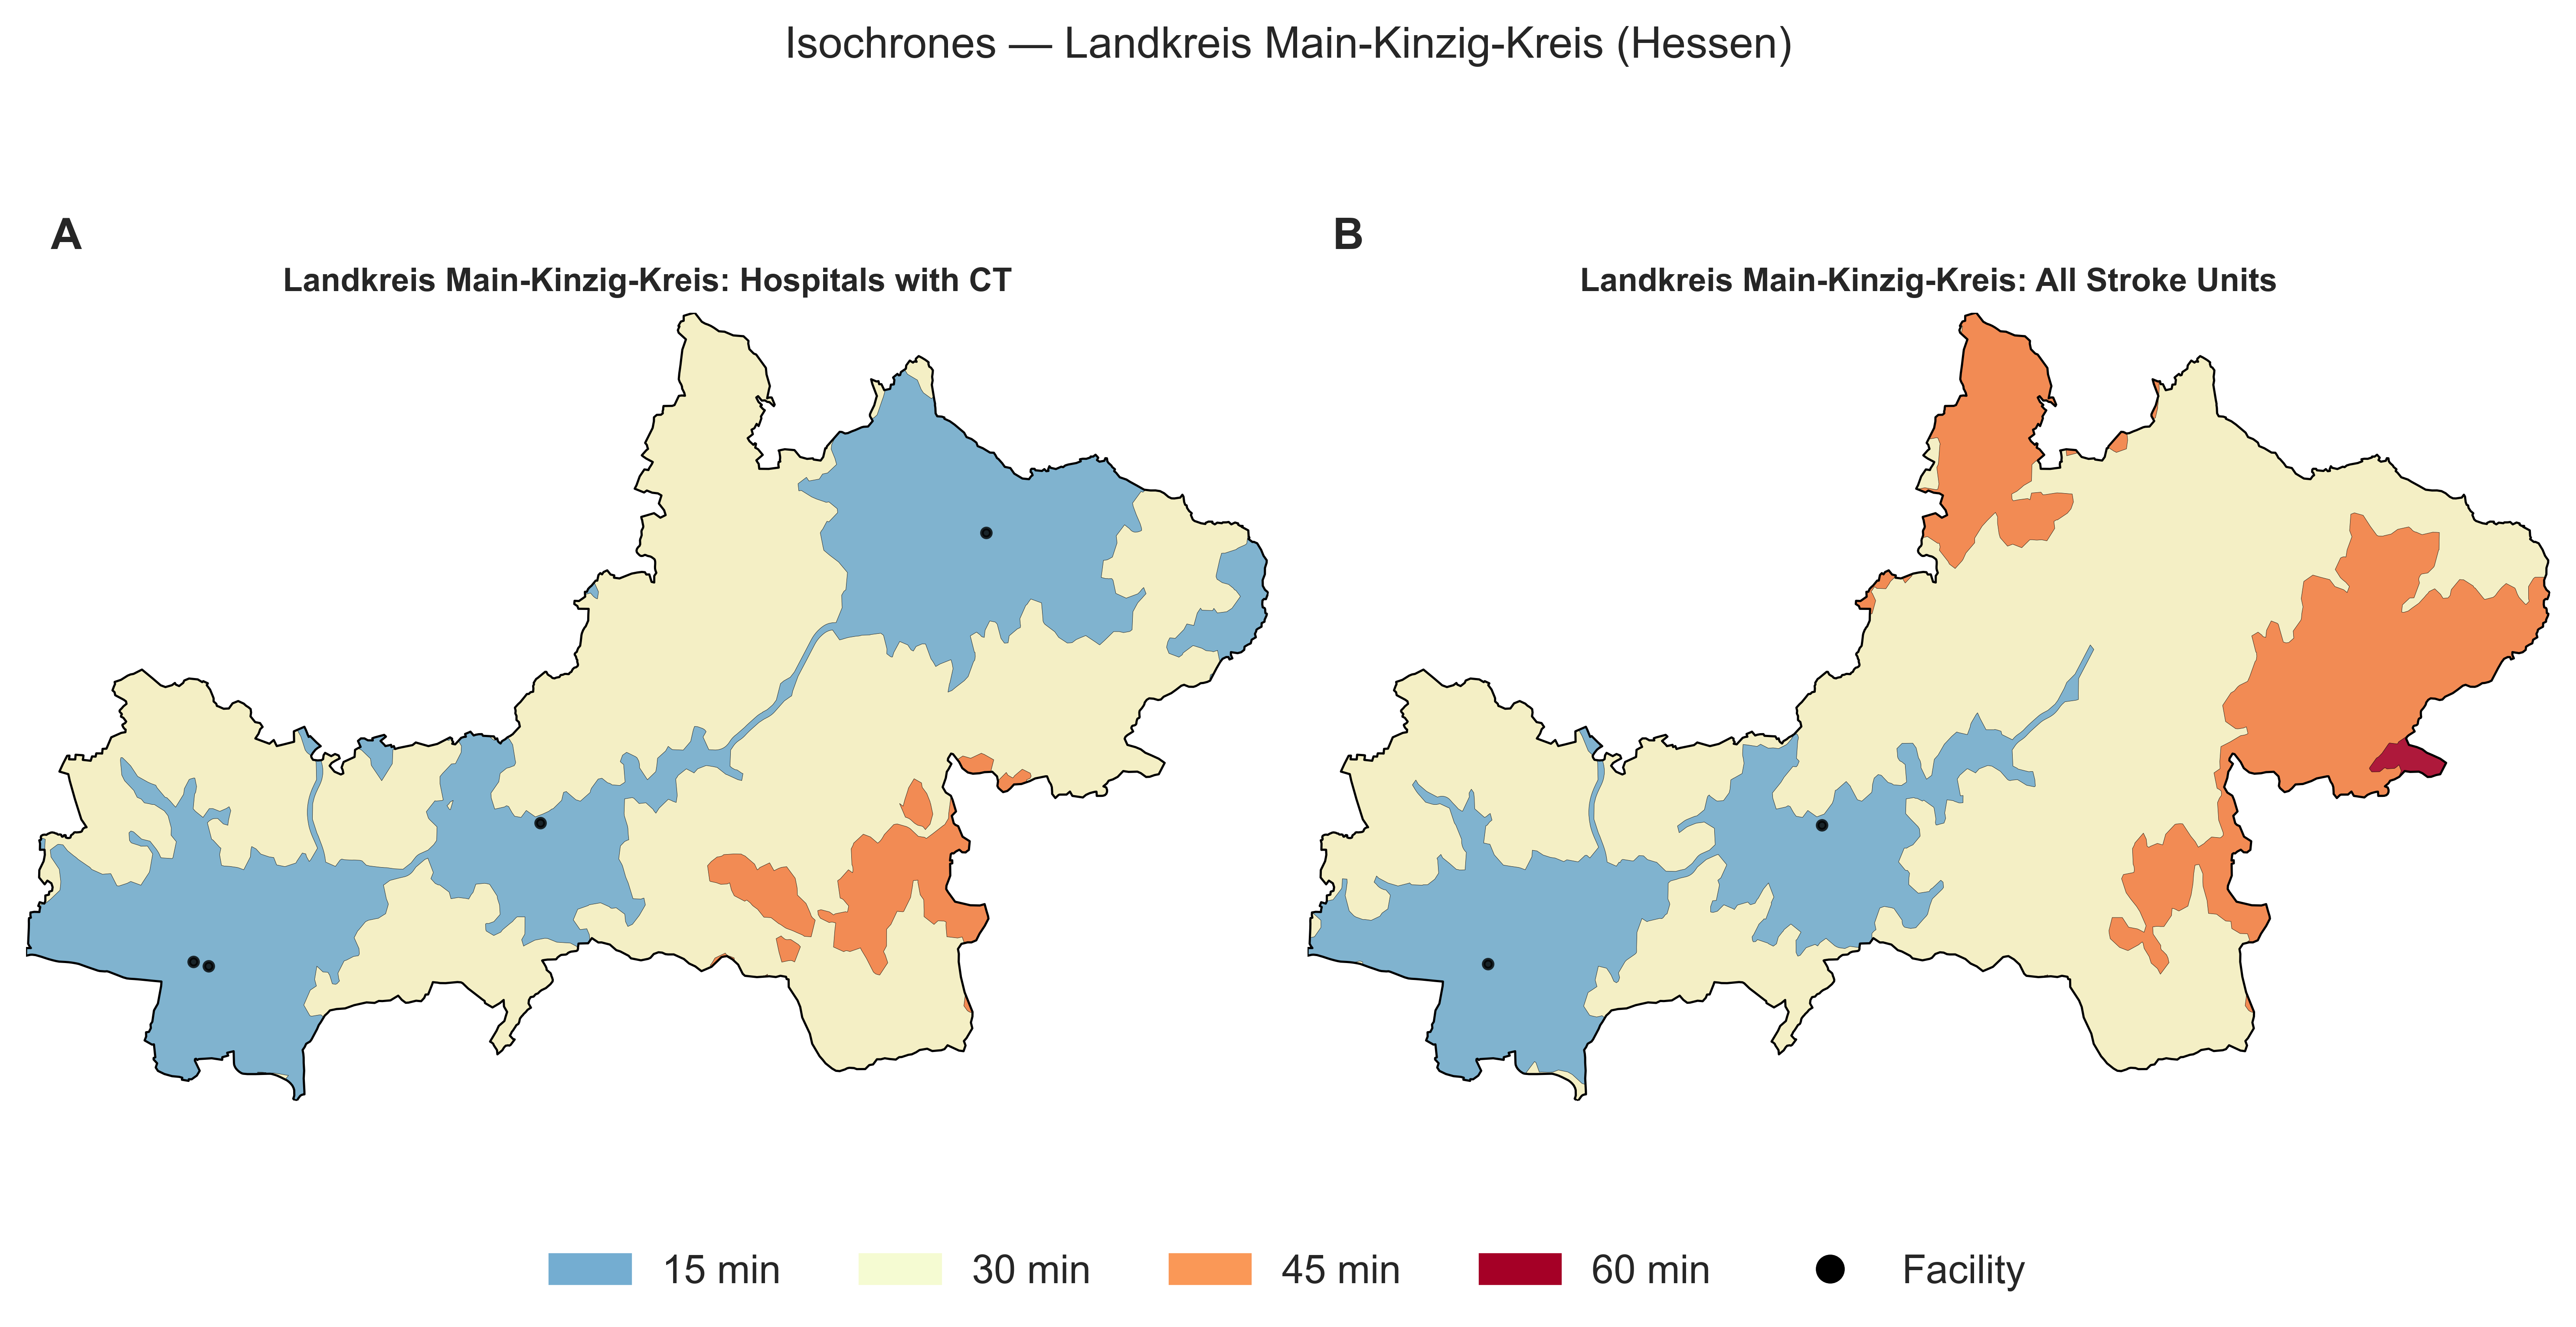 Isochrones — Landkreis Main-Kinzig-Kreis (Hessen)
A
Landkreis Main-Kinzig-Kreis: Hospitals with CT
B
Landkreis Main-Kinzig-Kreis: All Stroke Units
15 min
30 min
45 min
60 min
Facility